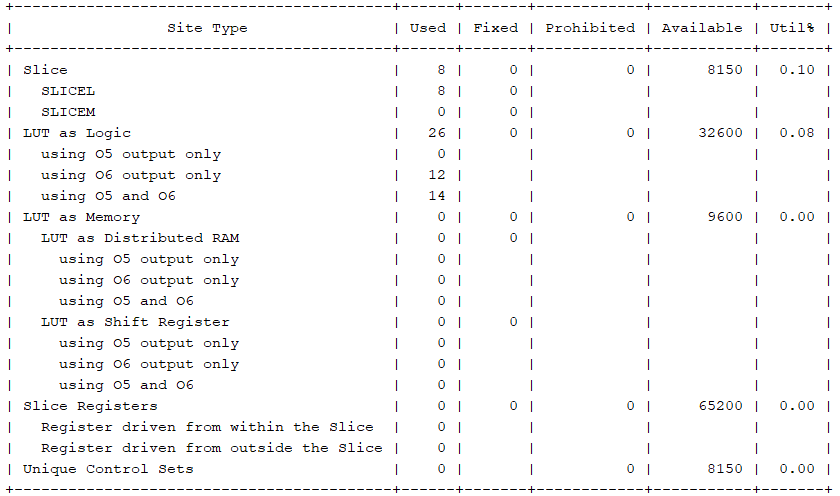 +-------------------------------------------+------+-------+------------+-----------+-------+
|                 Site Type                 | Used | Fixed | Prohibited | Available | Util% |
+-------------------------------------------+------+-------+------------+-----------+-------+
| Slice                                     |    8 |     0 |          0 |      8150 |  0.10 |
|   SLICEL                                  |    8 |     0 |            |           |       |
|   SLICEM                                  |    0 |     0 |            |           |       |
| LUT as Logic                              |   26 |     0 |          0 |     32600 |  0.08 |
|   using O5 output only                    |    0 |       |            |           |       |
|   using O6 output only                    |   12 |       |            |           |       |
|   using O5 and O6                         |   14 |       |            |           |       |
| LUT as Memory                             |    0 |     0 |          0 |      9600 |  0.00 |
|   LUT as Distributed RAM                  |    0 |     0 |            |           |       |
|     using O5 output only                  |    0 |       |            |           |       |
|     using O6 output only                  |    0 |       |            |           |       |
|     using O5 and O6                       |    0 |       |            |           |       |
|   LUT as Shift Register                   |    0 |     0 |            |           |       |
|     using O5 output only                  |    0 |       |            |           |       |
|     using O6 output only                  |    0 |       |            |           |       |
|     using O5 and O6                       |    0 |       |            |           |       |
| Slice Registers                           |    0 |     0 |          0 |     65200 |  0.00 |
|   Register driven from within the Slice   |    0 |       |            |           |       |
|   Register driven from outside the Slice  |    0 |       |            |           |       |
| Unique Control Sets                       |    0 |       |          0 |      8150 |  0.00 |
+-------------------------------------------+------+-------+------------+-----------+-------+